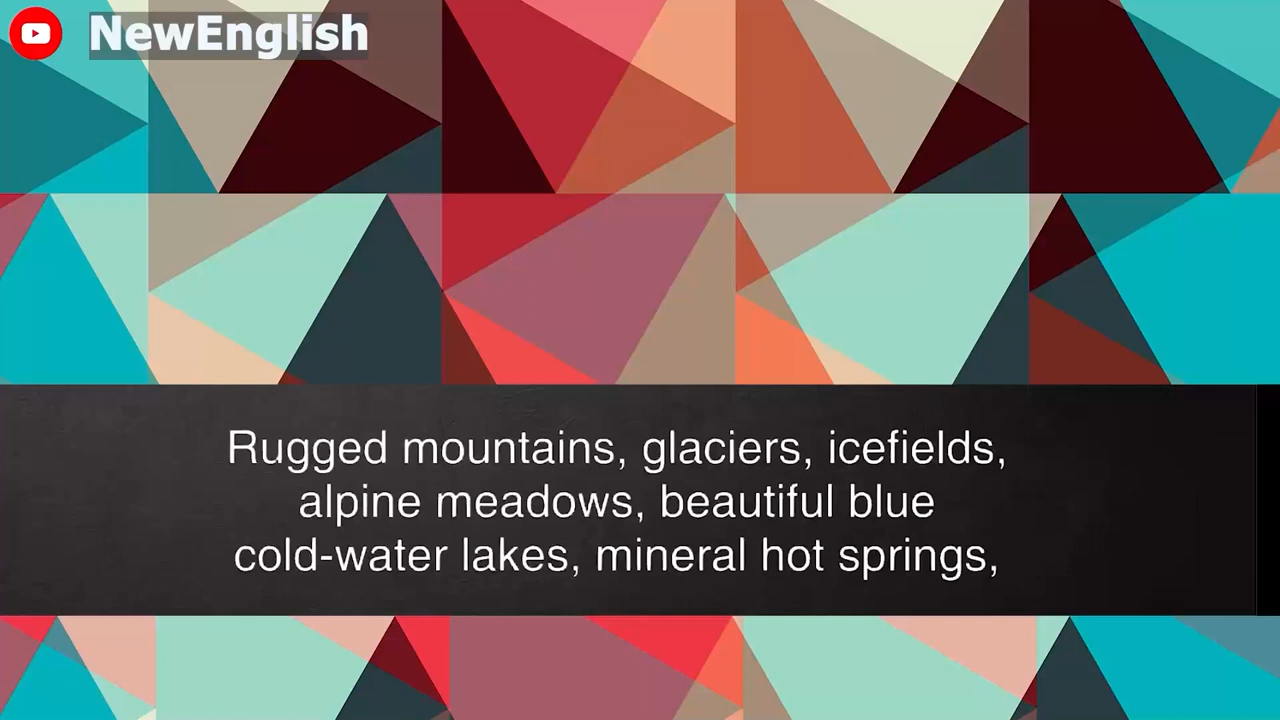 NewEnglish
Rugged mountains, glaciers, icefields,
alpine meadows, beautiful blue
cold-water lakes, mineral hot springs,